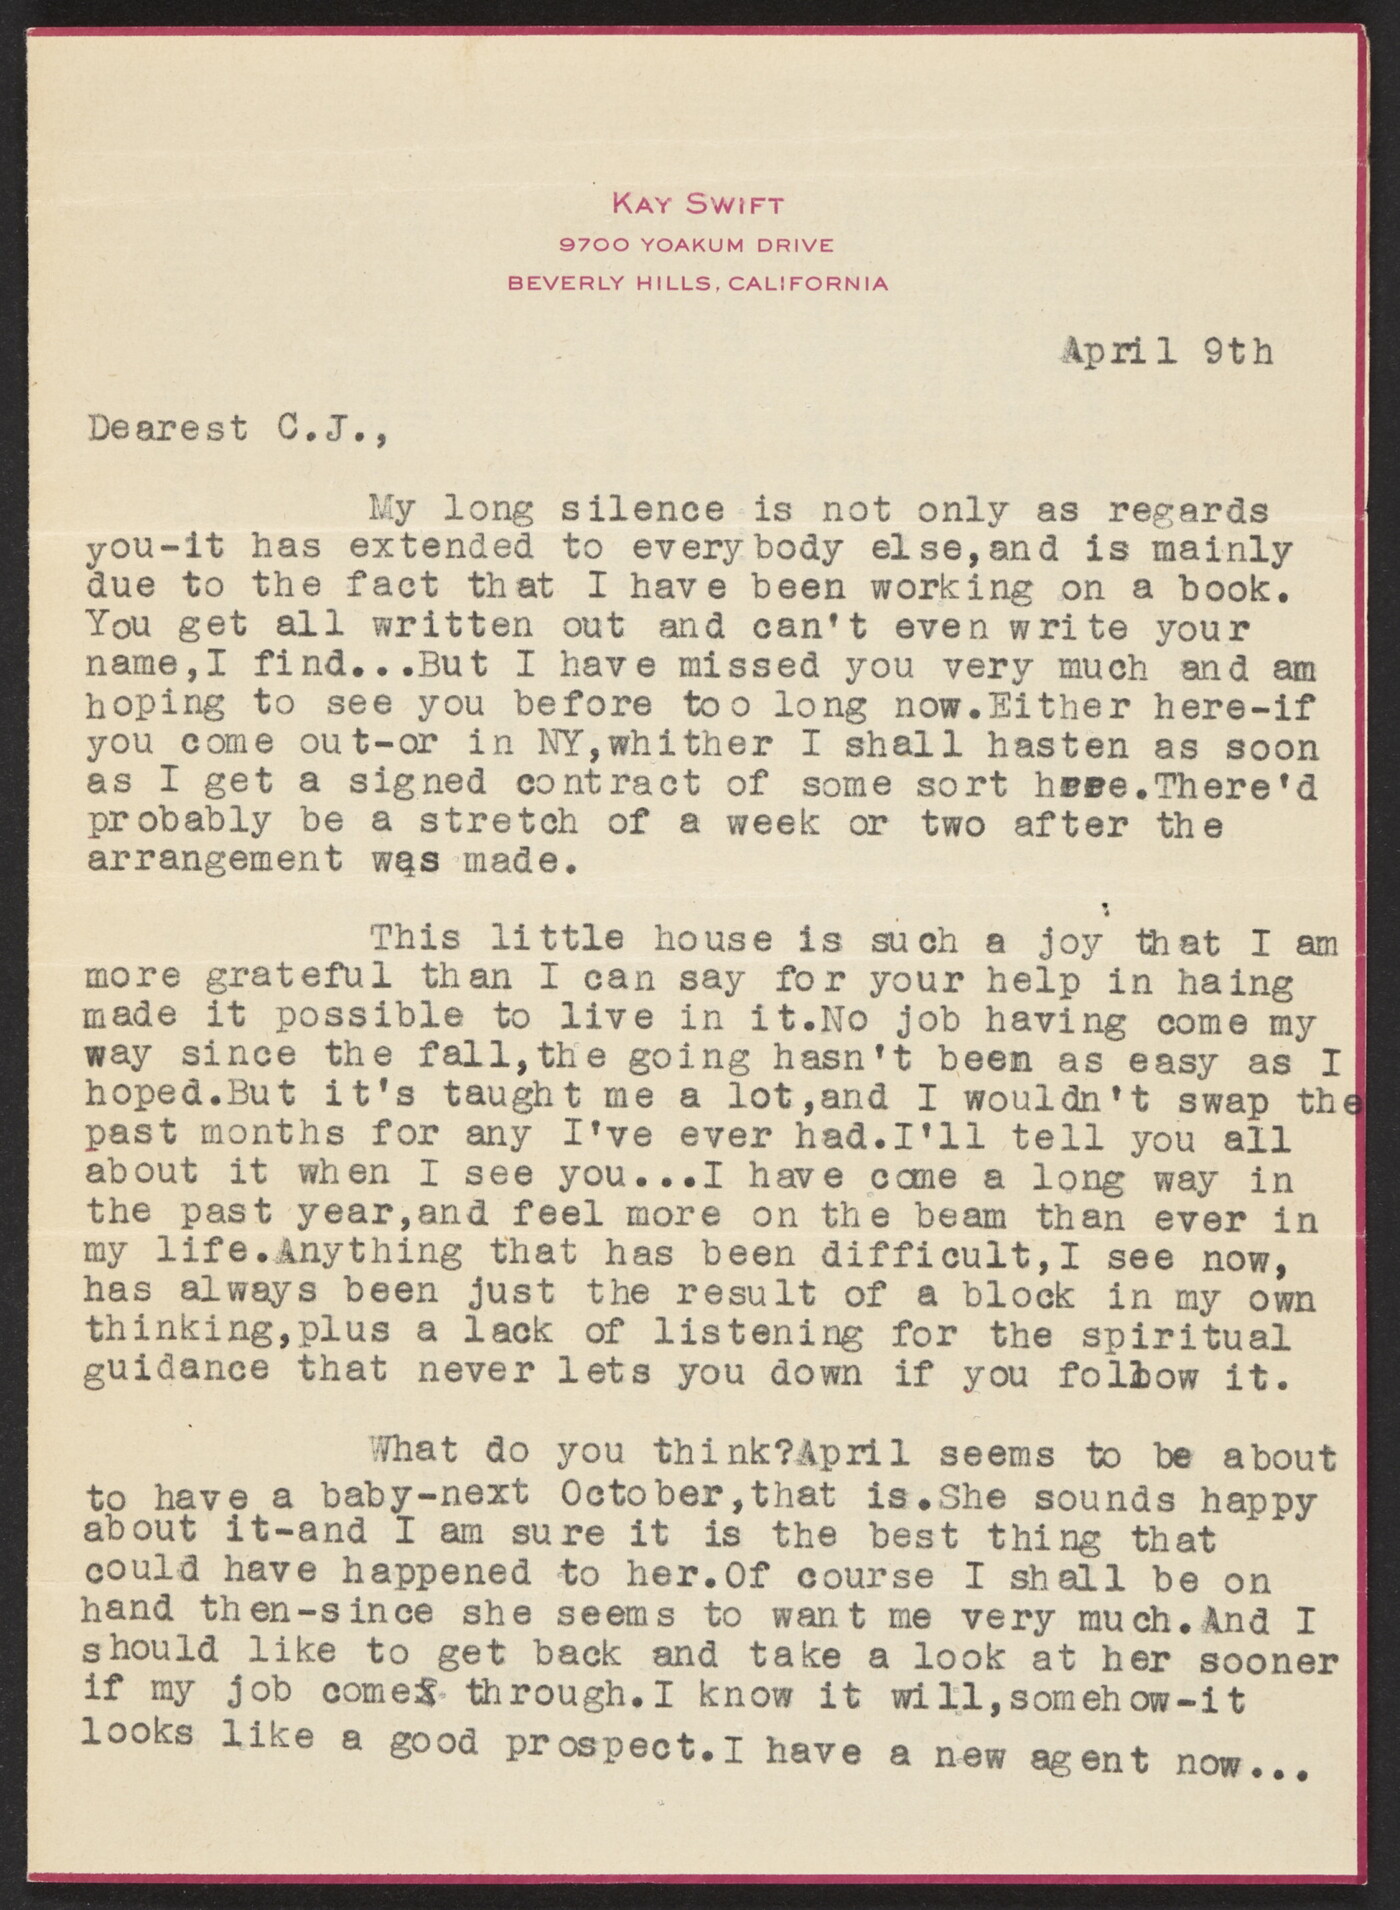 KAY SWIFT
9700 YOAKUM DRIVE
BEVERLY HILLS, CALIFORNIA
April 9th
Dearest C.J.,
My long silence is not only as regards
you-it has extended to everybody else,and is mainly
due to the fact that I have been working on a book.
You get all written out and can't even write your
name,I find...But I have missed you very much and am
hoping to see you before too long now.Either here-if
you come out-or in NY,whither I shall hasten as soon
as I get a signed contract of some sort here.There'd
probably be a stretch of a week or two after the
arrangement was made.
This little house is such a joy that I am
more grateful than I can say for your help in haing
made it possible to live in it.No job having come my
way since the fall,the going hasn't been as easy as I
hoped.But it's taught me a lot,and I wouldn't swap the
past months for any I've ever had.I'll tell you all
about it when I see you...I have come a long way in
the past year,and feel more on the beam than ever in
my life.Anything that has been difficult,I see now,
has always been just the result of a block in my own
thinking,plus a lack of listening for the spiritual
guidance that never lets you down if you follow it.
What do you think?April seems to be about
to have a baby-next October,that is.She sounds happy
about it-and I am sure it is the best thing that
could have happened to her.Of course I shall be on
hand then-since she seems to want me very much.And I
should like to get back and take a look at her sooner
if my job comes through.I know it will,somehow-it
looks like a good prospect.I have a new agent now...